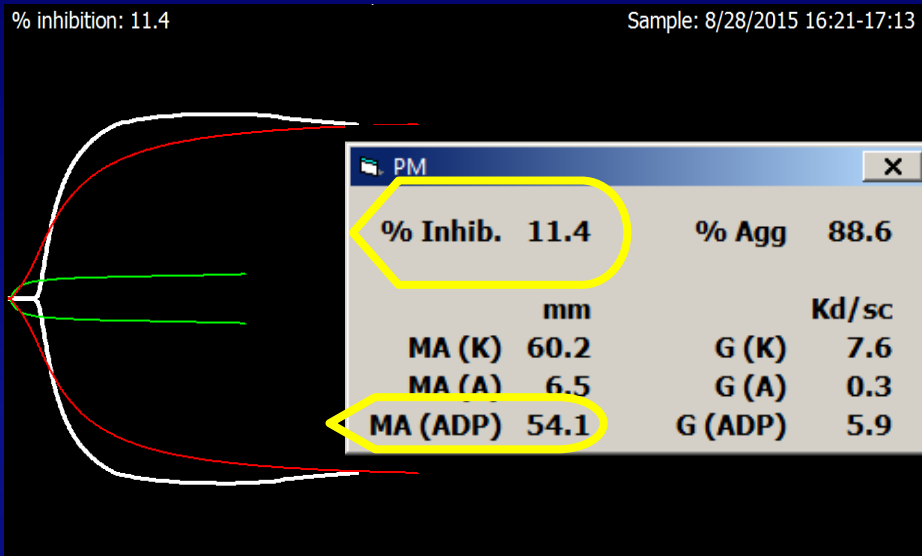 % inhibition: 11.4 Sample: 8/28/2015 16:21-17:13
PM
% Inhib. 11.4 % Agg 88.6
mm Kd/sc
MA (K) 60.2 G (K) 7.6
MA (A) 6.5 G (A) 0.3
MA (ADP) 54.1 G (ADP) 5.9